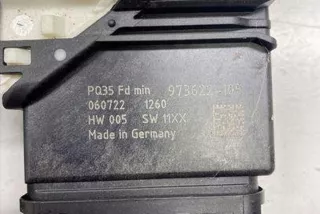 PQ35 Fd min
060722 1260
HW 005 SW 11XX
Made in Germany